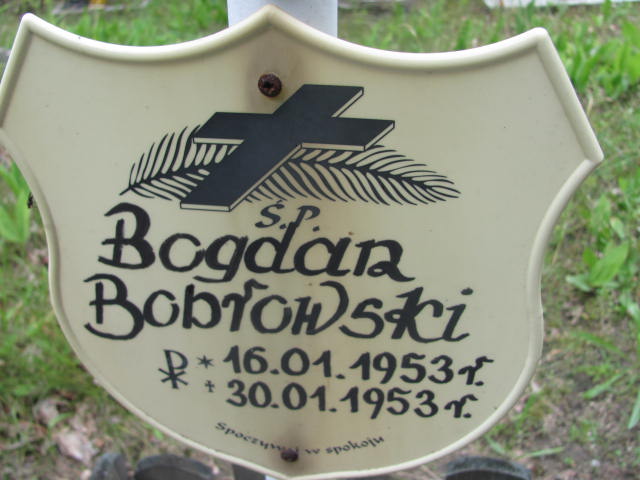 Ś.P.
Bogdan
Bobrowski
* 16.01.1953 r.
† 30.01.1953 r.
Spoczywaj w spokoju